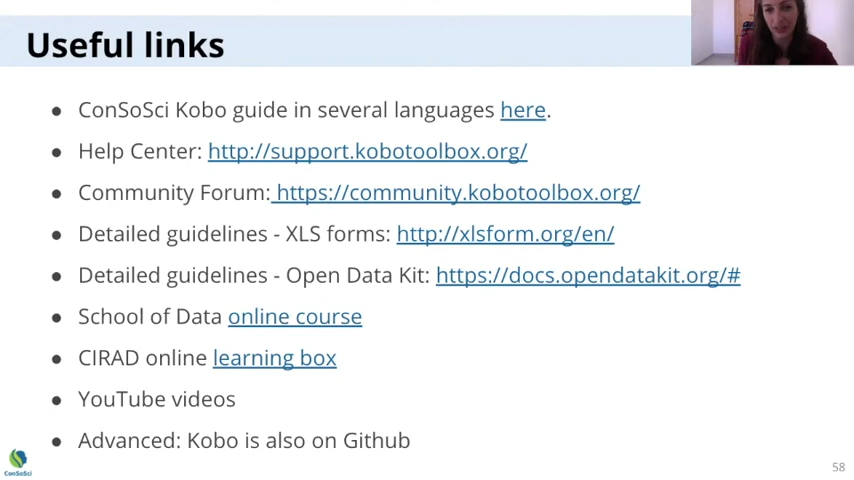 Useful links
● ConSoSci Kobo guide in several languages here.
● Help Center: http://support.kobotoolbox.org/
● Community Forum: https://community.kobotoolbox.org/
● Detailed guidelines - XLS forms: http://xlsform.org/en/
● Detailed guidelines - Open Data Kit: https://docs.opendatakit.org/#
● School of Data online course
● CIRAD online learning box
● YouTube videos
● Advanced: Kobo is also on Github
ConSoSci
58